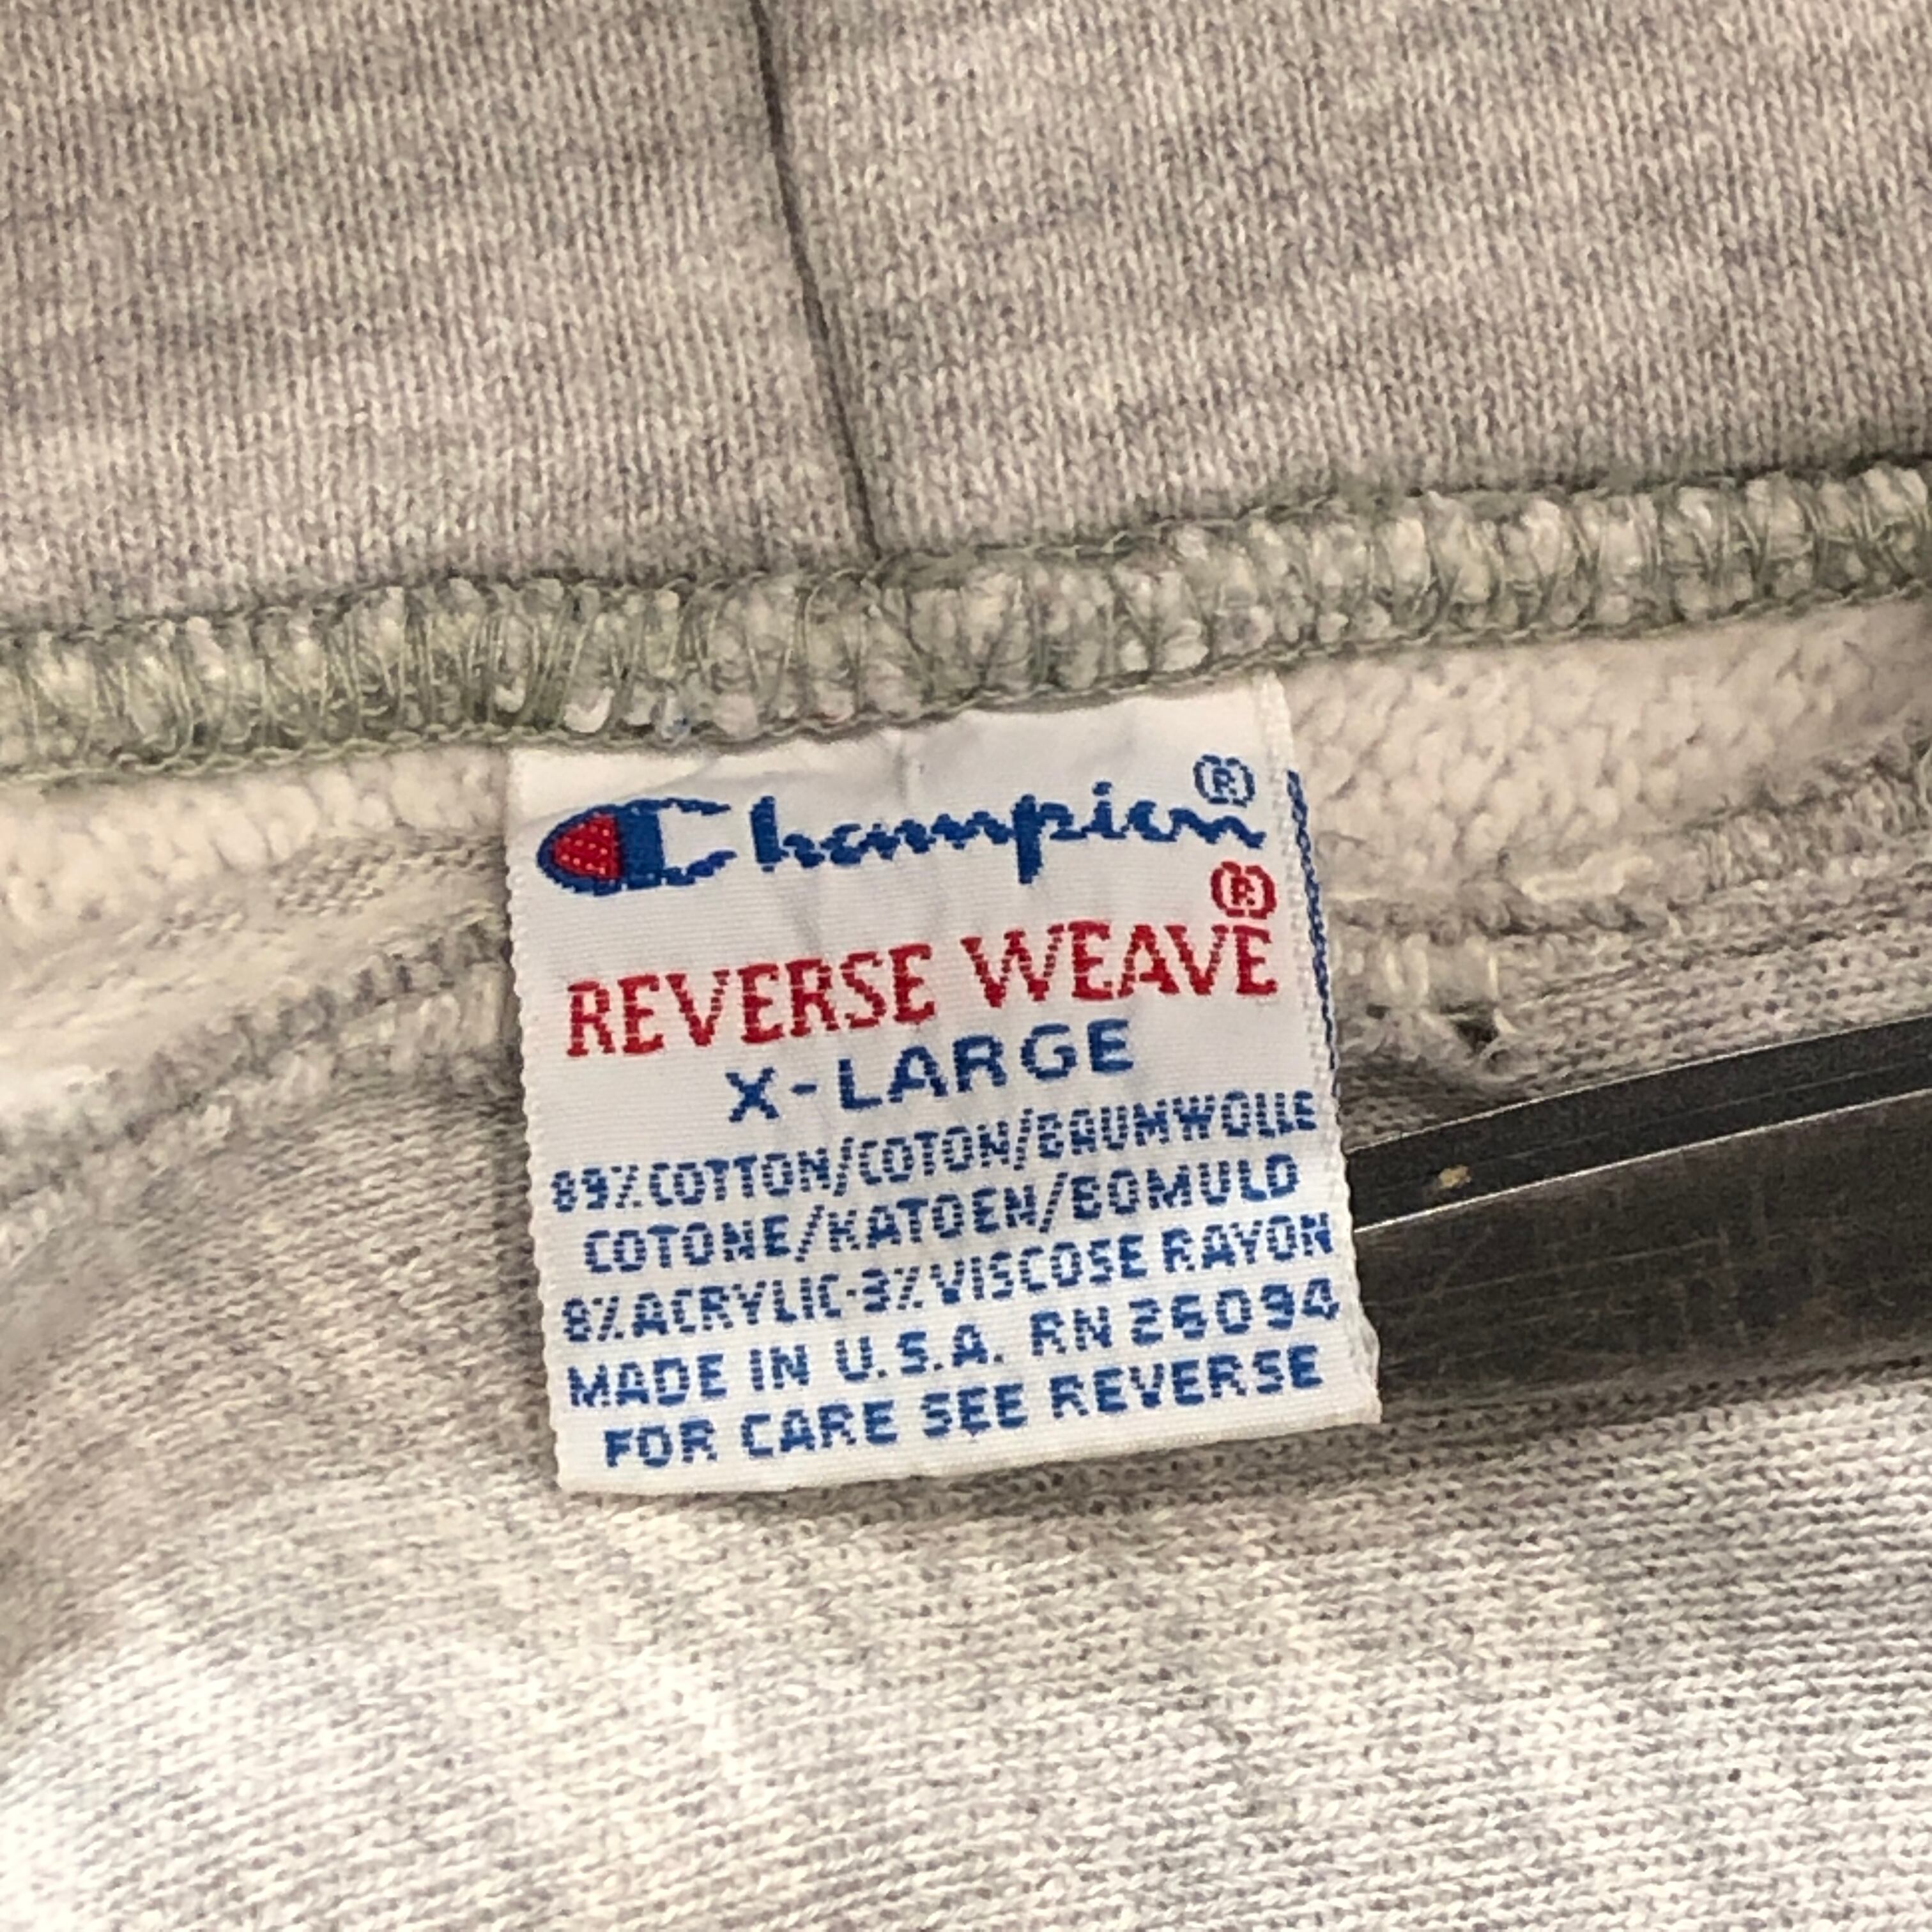 Champion®
REVERSE WEAVE®
X-LARGE
89% COTTON/COTON/BAUMWOLLE
COTONE/KATOEN/BOMULD
8% ACRYLIC-3% VISCOSE RAYON
MADE IN U.S.A. RN 26094
FOR CARE SEE REVERSE